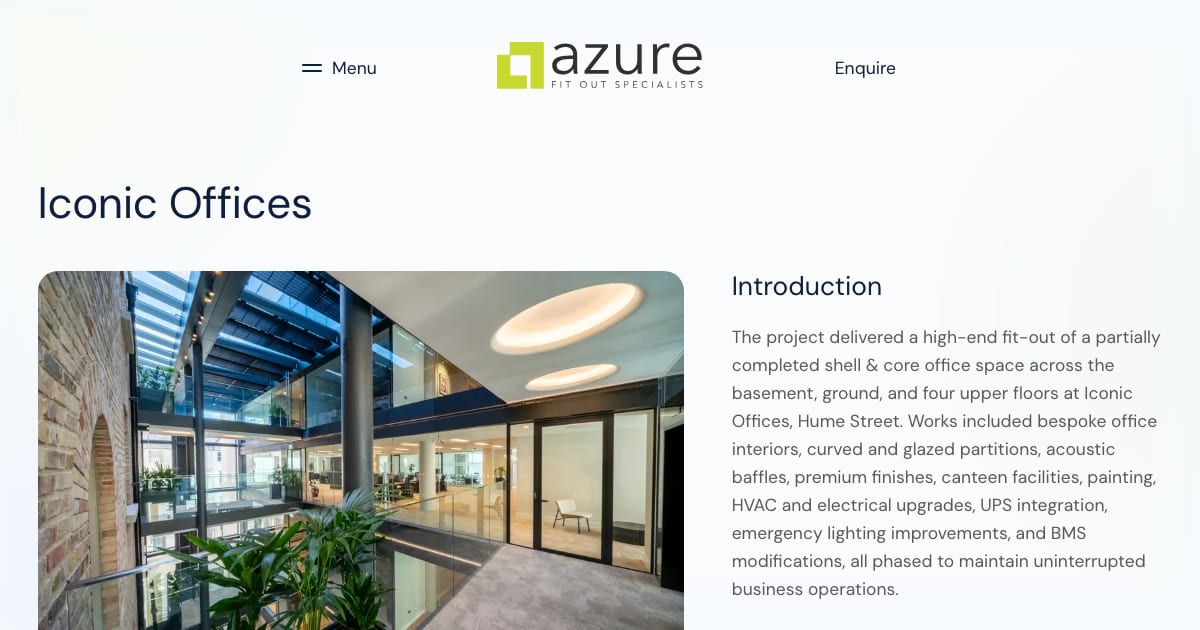 Menu
azure
FIT OUT SPECIALISTS
Enquire
Iconic Offices
Introduction
The project delivered a high-end fit-out of a partially
completed shell & core office space across the
basement, ground, and four upper floors at Iconic
Offices, Hume Street. Works included bespoke office
interiors, curved and glazed partitions, acoustic
baffles, premium finishes, canteen facilities, painting,
HVAC and electrical upgrades, UPS integration,
emergency lighting improvements, and BMS
modifications, all phased to maintain uninterrupted
business operations.